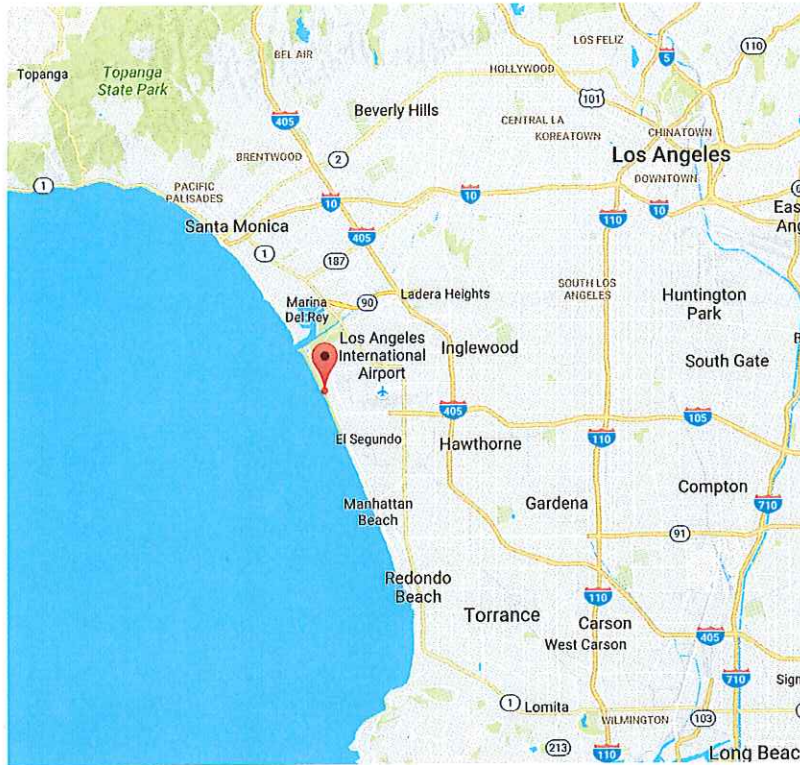 LOS FELIZ
110
BEL AIR
5
Topanga
Topanga
State Park
HOLLYWOOD
101
Beverly Hills
405
CENTRAL LA
KOREATOWN
CHINATOWN
BRENTWOOD
2
Los Angeles
DOWNTOWN
1
PACIFIC
PALISADES
10
10
10
110
Santa Monica
405
1
187
SOUTH LOS
ANGELES
Marina
Del Rey
90
Ladera Heights
Huntington
Park
Los Angeles
International
Airport
Inglewood
South Gate
405
105
El Segundo
110
Hawthorne
Compton
Manhattan
Beach
Gardena
710
91
Redondo
Beach
110
Torrance
Carson
405
West Carson
710
1
Lomita
WILMINGTON
103
213
110
Long Beac